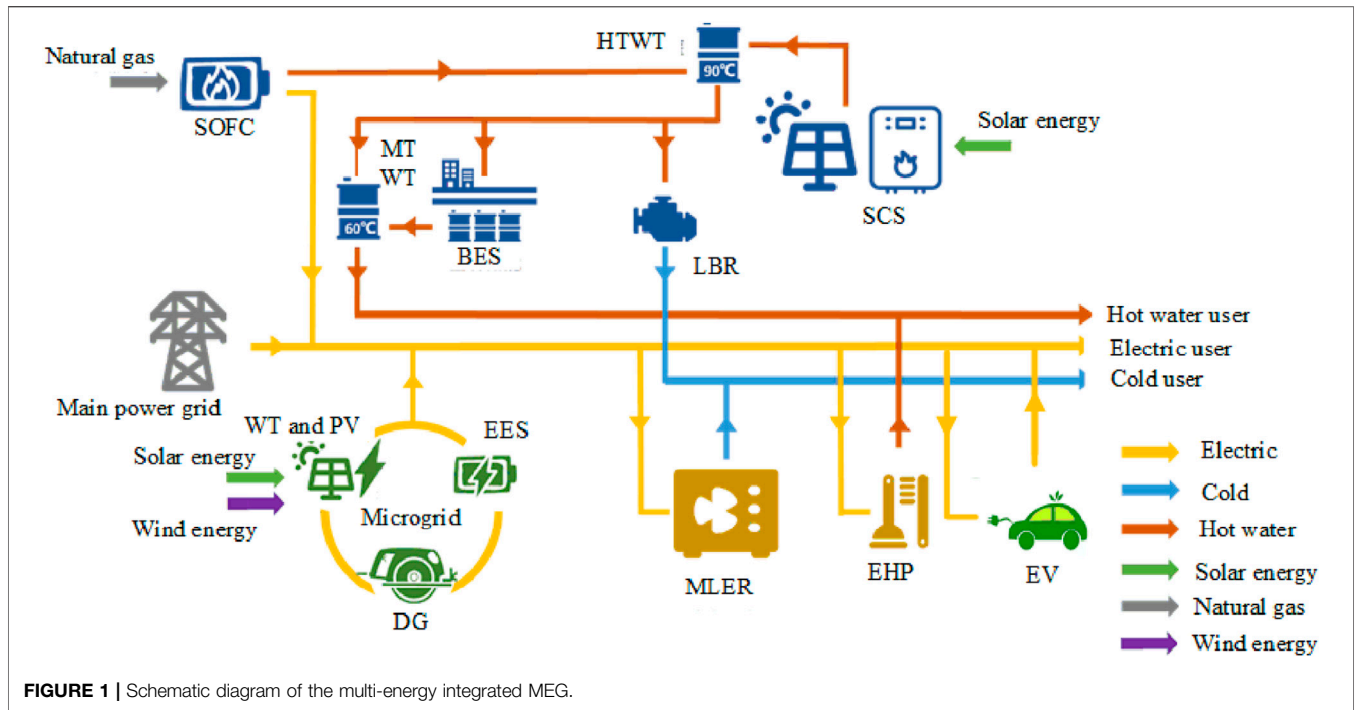 HTWT
Natural gas
90℃
SOFC
Solar energy
MT
WT
60℃
SCS
BES
LBR
Hot water user
Electric user
Cold user
Main power grid
WT and PV
EES
Solar energy
Microgrid
Wind energy
DG
MLER
EHP
EV
Electric
Cold
Hot water
Solar energy
Natural gas
Wind energy
FIGURE 1 | Schematic diagram of the multi-energy integrated MEG.